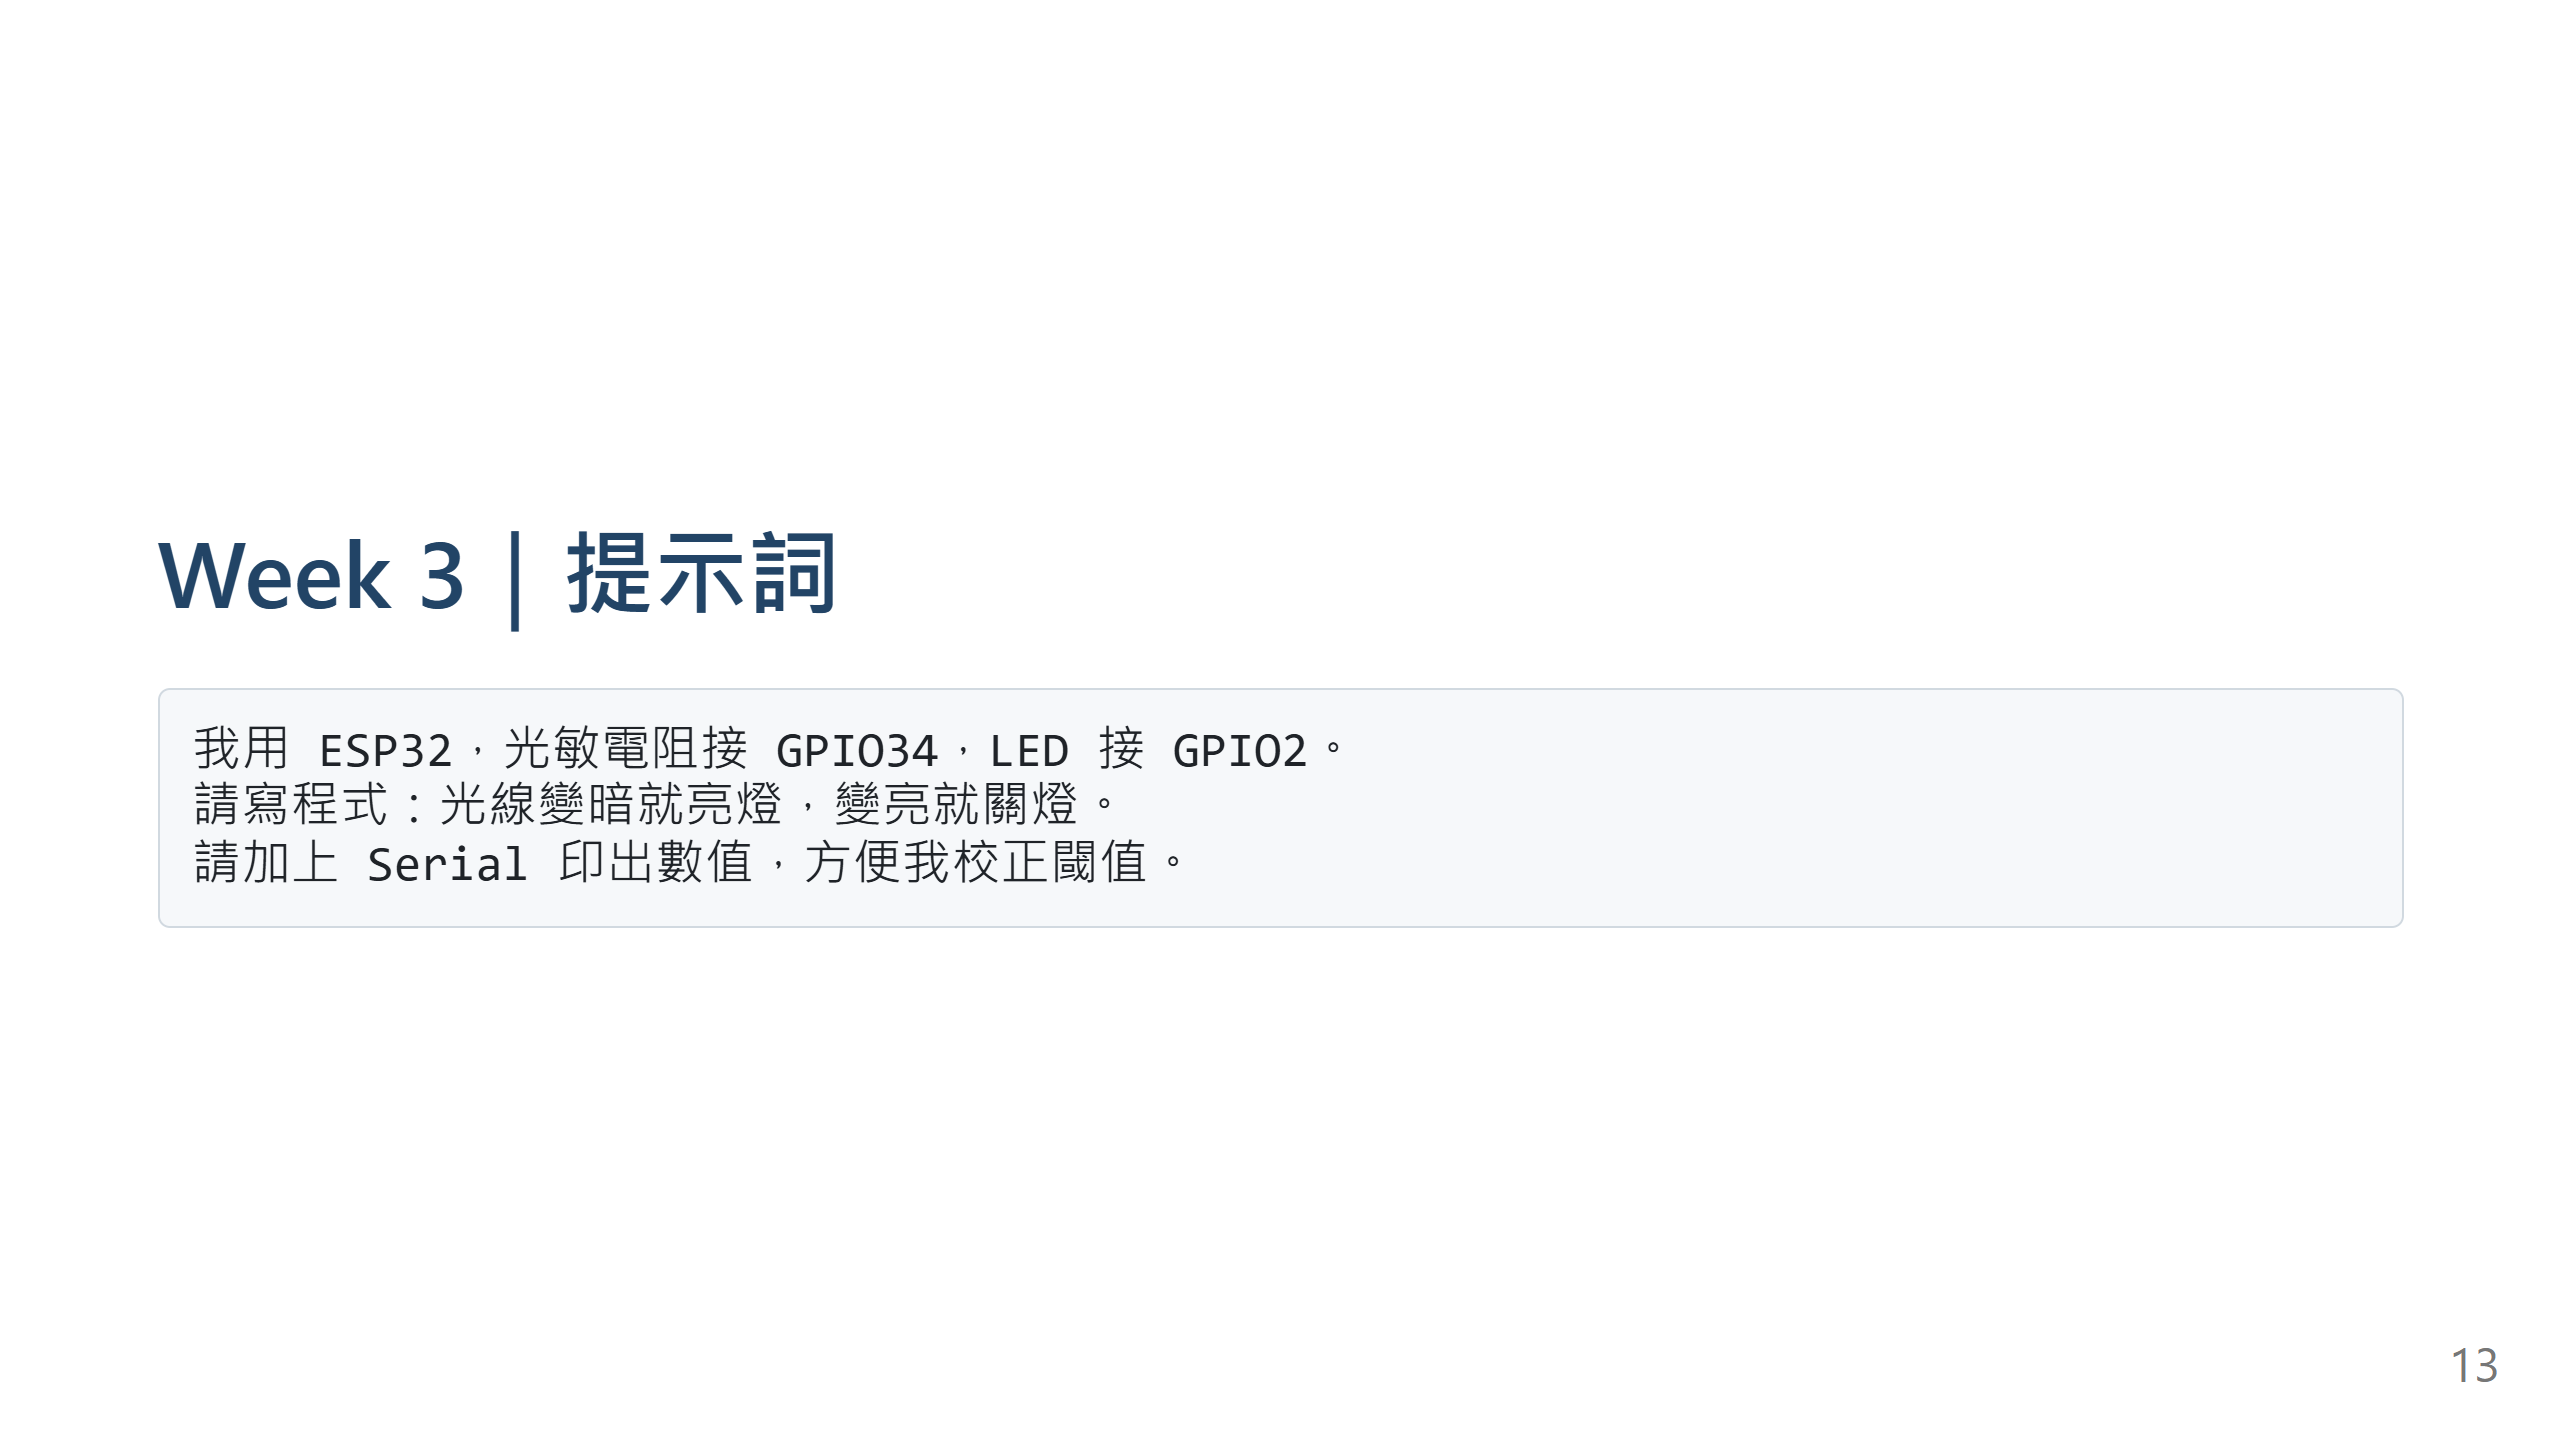 Week 3｜提示詞
我用 ESP32，光敏電阻接 GPIO34，LED 接 GPIO2。
請寫程式：光線變暗就亮燈，變亮就關燈。
請加上 Serial 印出數值，方便我校正閾值。
13